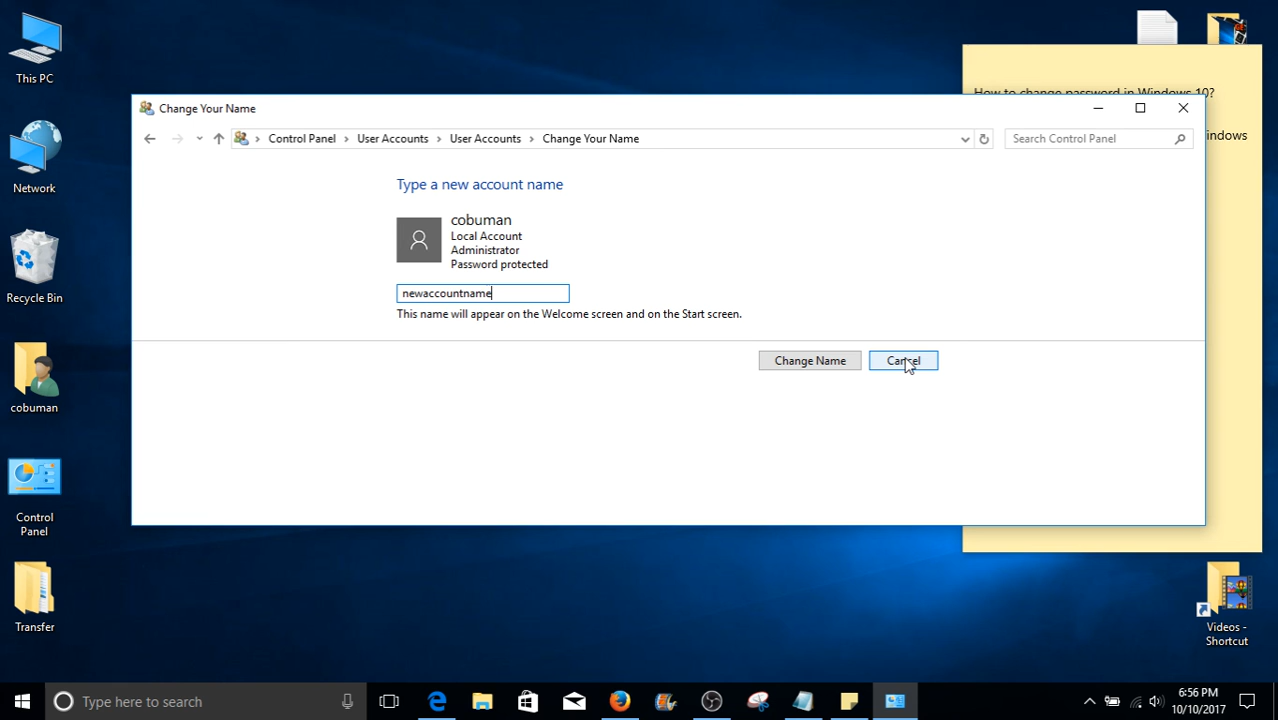 This PC
Network
Recycle Bin
cobuman
Control
Panel
Transfer
How to change password in Windows 10?
indows
Change Your Name
Control Panel
User Accounts
User Accounts
Change Your Name
Search Control Panel
Type a new account name
cobuman
Local Account
Administrator
Password protected
newaccountname
This name will appear on the Welcome screen and on the Start screen.
Change Name
Cancel
Videos -
Shortcut
Type here to search
6:56 PM
10/10/2017